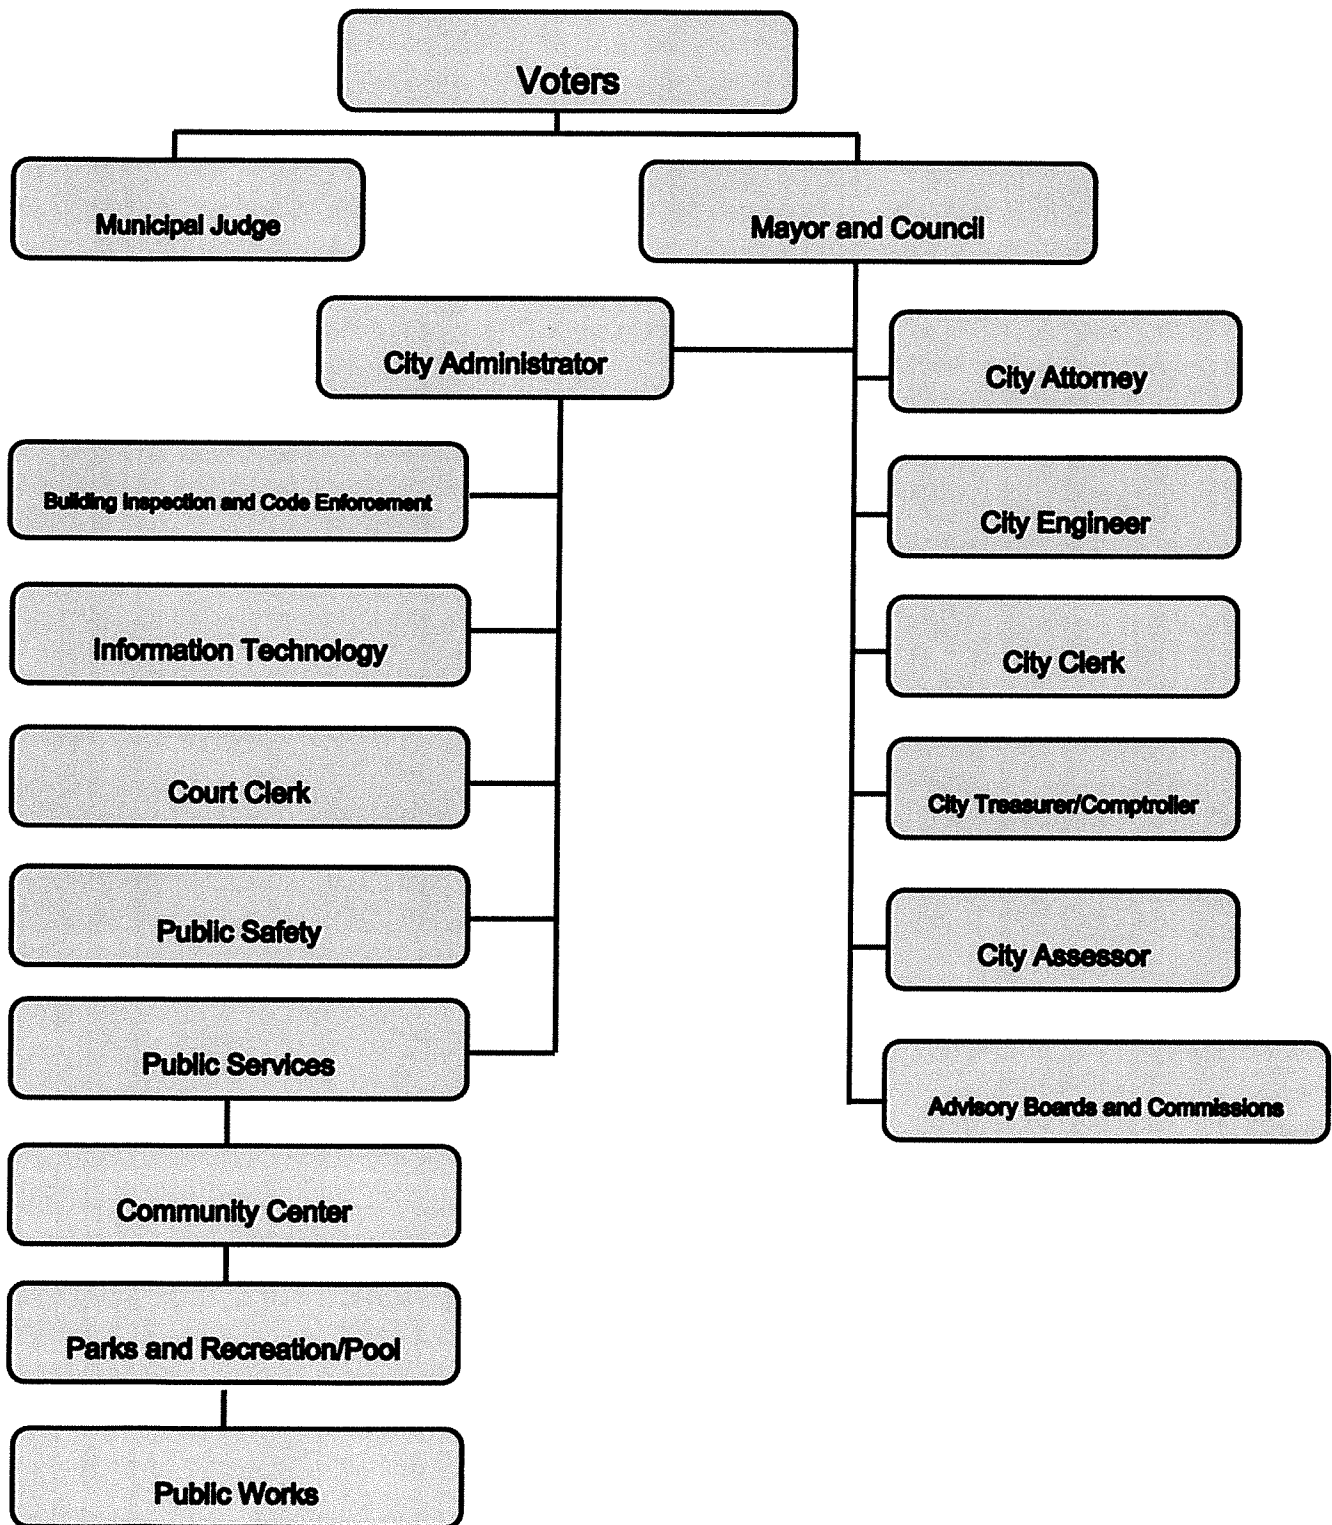 Voters
Municipal Judge
Mayor and Council
City Administrator
City Attorney
Building Inspection and Code Enforcement
City Engineer
Information Technology
City Clerk
Court Clerk
City Treasurer/Comptroller
Public Safety
City Assessor
Public Services
Advisory Boards and Commissions
Community Center
Parks and Recreation/Pool
Public Works